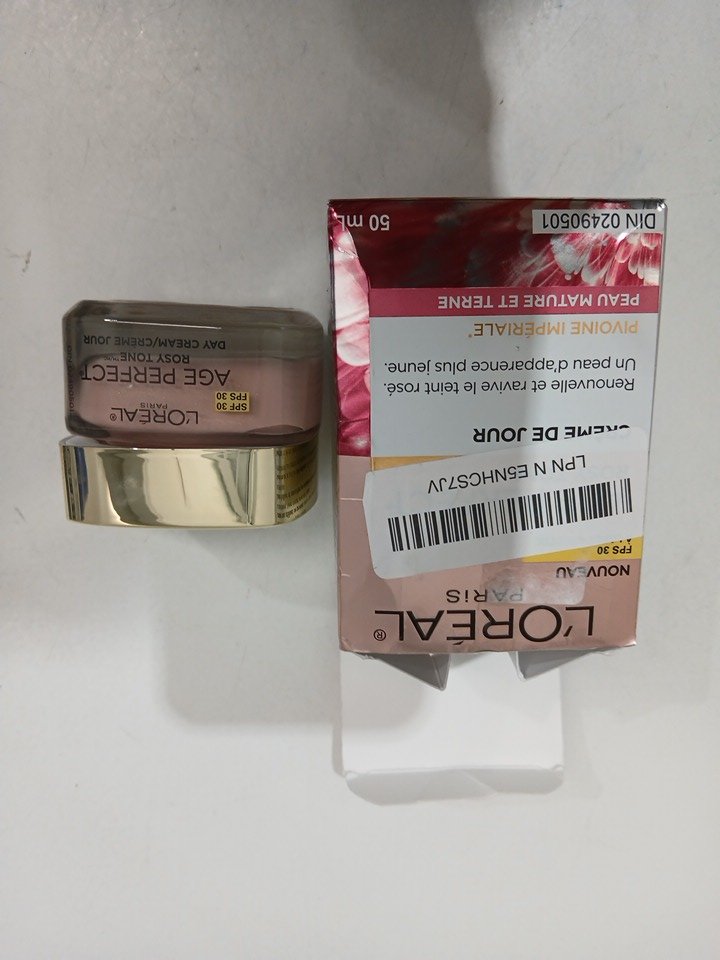 L'ORÉAL®
PARIS
SPF 30
FPS 30
AGE PERFECT
ROSY TONE
DAY CREAM/CRÈME JOUR
L'ORÉAL®
PARIS
NOUVEAU
FPS 30
LPN N E5NHCS7JV
CRÈME DE JOUR
Renouvelle et ravive le teint rosé.
Un peau d'apparence plus jeune.
PIVOINE IMPÉRIALE*
PEAU MATURE ET TERNE
DIN 02490501
50 mL